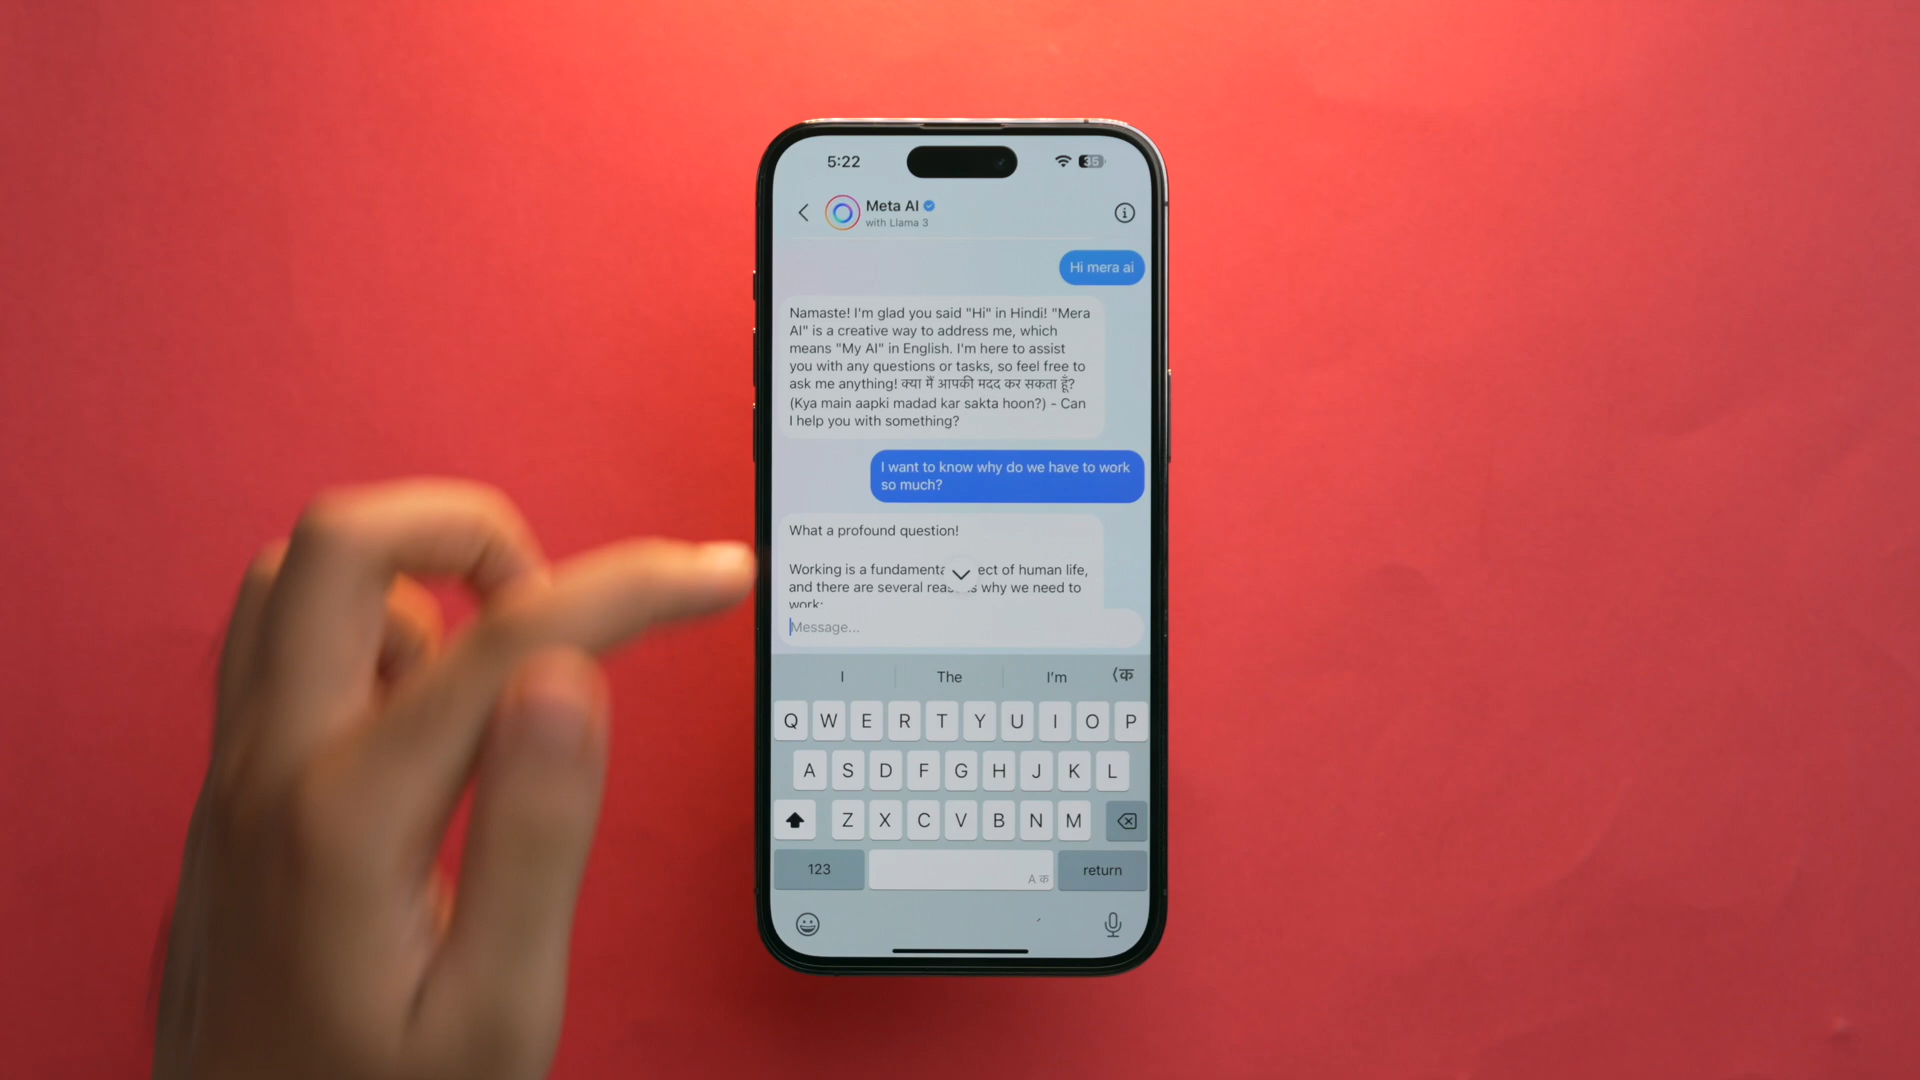 5:22
35
Meta AI
with Llama 3
Hi mera ai
Namaste! I'm glad you said "Hi" in Hindi! "Mera
AI" is a creative way to address me, which
means "My AI" in English. I'm here to assist
you with any questions or tasks, so feel free to
ask me anything! क्या मैं आपकी मदद कर सकता हूँ?
(Kya main aapki madad kar sakta hoon?) - Can
I help you with something?
I want to know why do we have to work
so much?
What a profound question!
Working is a of human life,
and there are several why we need to
work:
Message...
I The I'm क
Q W E R T Y U I O P
A S D F G H J K L
Z X C V B N M
123 A क return